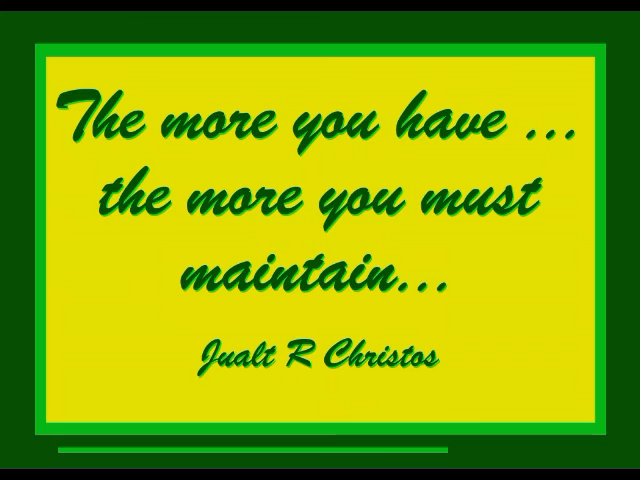 The more you have ...
the more you must
maintain...
Jualt R Christos